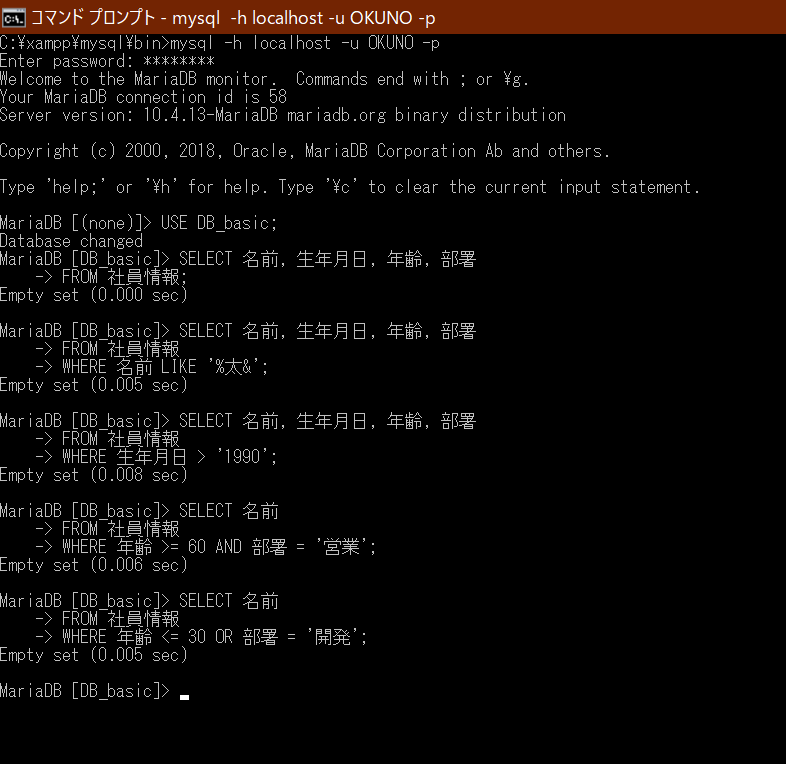 コマンド プロンプト - mysql  -h localhost -u OKUNO -p
C:¥xampp¥mysql¥bin>mysql -h localhost -u OKUNO -p
Enter password: ********
Welcome to the MariaDB monitor.  Commands end with ; or ¥g.
Your MariaDB connection id is 58
Server version: 10.4.13-MariaDB mariadb.org binary distribution
Copyright (c) 2000, 2018, Oracle, MariaDB Corporation Ab and others.
Type 'help;' or '¥h' for help. Type '¥c' to clear the current input statement.
MariaDB [(none)]> USE DB_basic;
Database changed
MariaDB [DB_basic]> SELECT 名前, 生年月日, 年齢, 部署
    -> FROM 社員情報;
Empty set (0.000 sec)
MariaDB [DB_basic]> SELECT 名前, 生年月日, 年齢, 部署
    -> FROM 社員情報
    -> WHERE 名前 LIKE '%太&';
Empty set (0.005 sec)
MariaDB [DB_basic]> SELECT 名前, 生年月日, 年齢, 部署
    -> FROM 社員情報
    -> WHERE 生年月日 > '1990';
Empty set (0.008 sec)
MariaDB [DB_basic]> SELECT 名前
    -> FROM 社員情報
    -> WHERE 年齢 >= 60 AND 部署 = '営業';
Empty set (0.006 sec)
MariaDB [DB_basic]> SELECT 名前
    -> FROM 社員情報
    -> WHERE 年齢 <= 30 OR 部署 = '開発';
Empty set (0.005 sec)
MariaDB [DB_basic]>